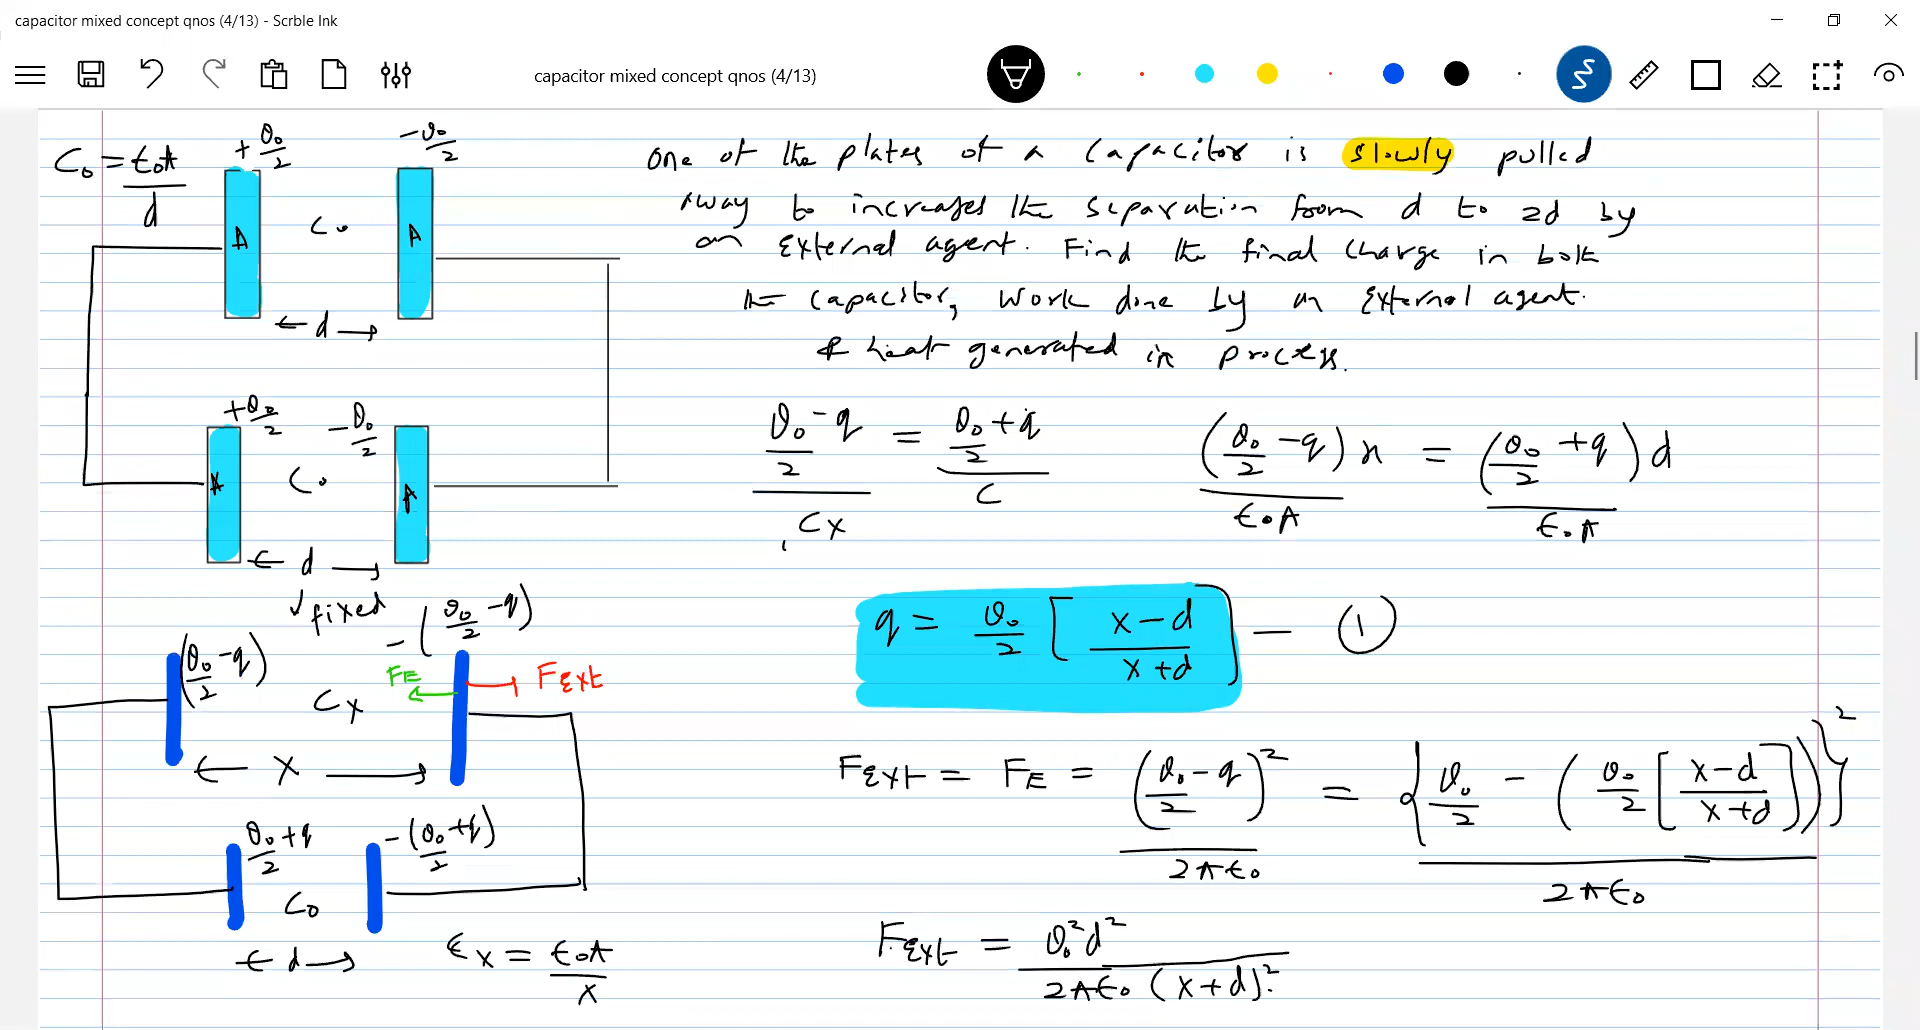 capacitor mixed concept qnos (4/13) - Scrble Ink
capacitor mixed concept qnos (4/13)
C₀ = ε₀A/d
+Q₀/2
-Q₀/2
A C₀ A
← d →
One of the plates of a capacitor is slowly pulled
away to increases the separation from d to 2d by
an external agent. Find the final charge in both
the capacitor, work done by an external agent.
& heat generated in process.
+Q₀/2
-Q₀/2
A C₀ A
← d →
fixed
(Q₀/2 - q)/Cx = (Q₀/2 + q)/C
(Q₀/2 - q)x/ε₀A = (Q₀/2 + q)d/ε₀A
q = Q₀/2 [(x-d)/(x+d)] — ①
(Q₀/2 - q)
-(Q₀/2 - q)
Cx
FE
FExt
← x →
FExt = FE = (Q₀/2 - q)²/2Aε₀ = {Q₀/2 - (Q₀/2 [(x-d)/(x+d)])}²/2Aε₀
Q₀/2 + q
-(Q₀/2 + q)
C₀
← d →
Cx = ε₀A/x
FExt = Q₀²d²/2Aε₀(x+d)²